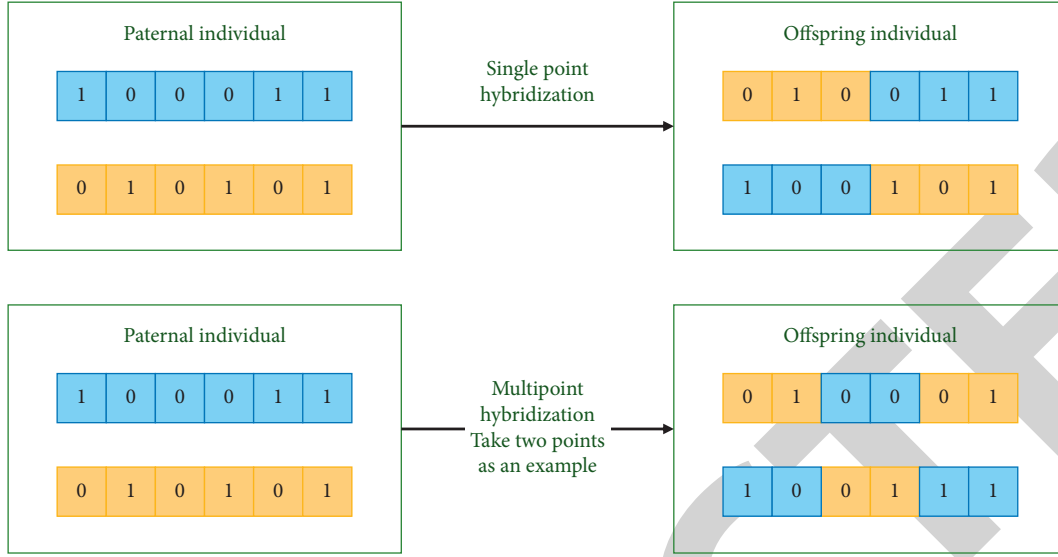 Paternal individual
1 0 0 0 1 1
0 1 0 1 0 1
Single point
hybridization
Offspring individual
0 1 0 0 1 1
1 0 0 1 0 1
Paternal individual
1 0 0 0 1 1
0 1 0 1 0 1
Multipoint
hybridization
Take two points
as an example
Offspring individual
0 1 0 0 0 1
1 0 0 1 1 1